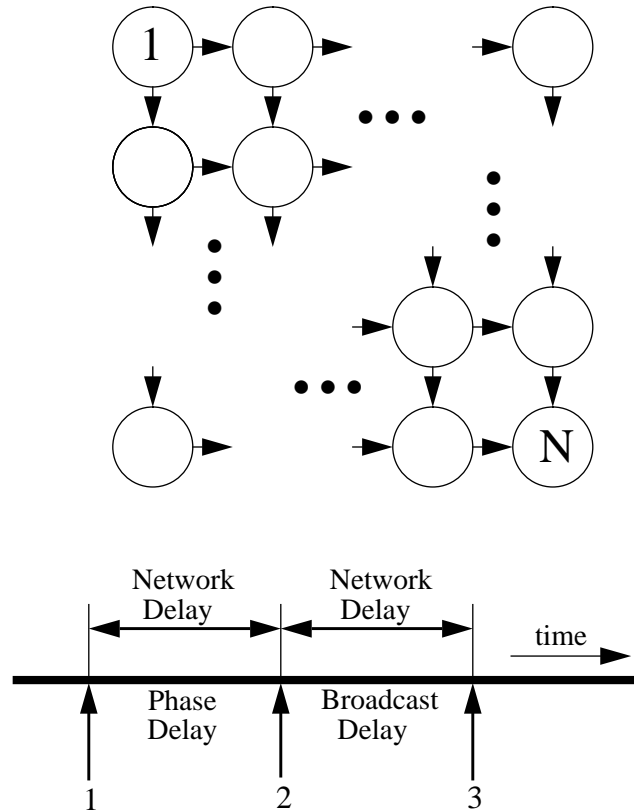 1
N
Network
Delay
Network
Delay
time
Phase
Delay
Broadcast
Delay
1
2
3